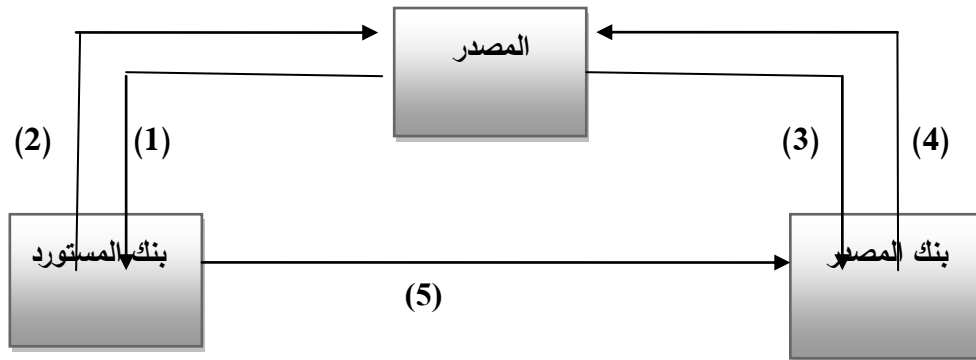 المصدر
(2)
(1)
(3)
(4)
بنك المستورد
بنك المصدر
(5)